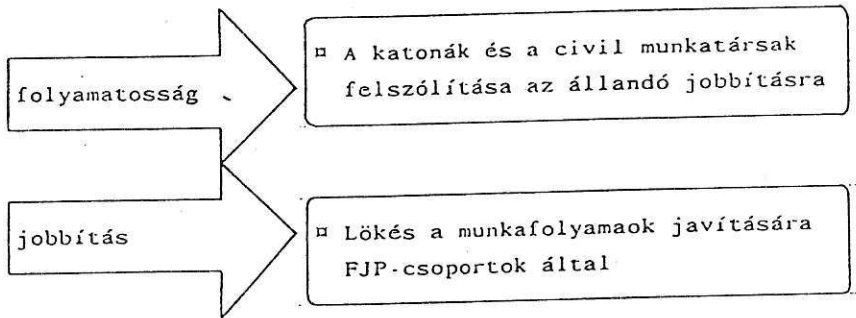 folyamatosság
¤ A katonák és a civil munkatársak
felszólítása az állandó jobbításra
jobbítás
¤ Lökés a munkafolyamaok javítására
FJP-csoportok által